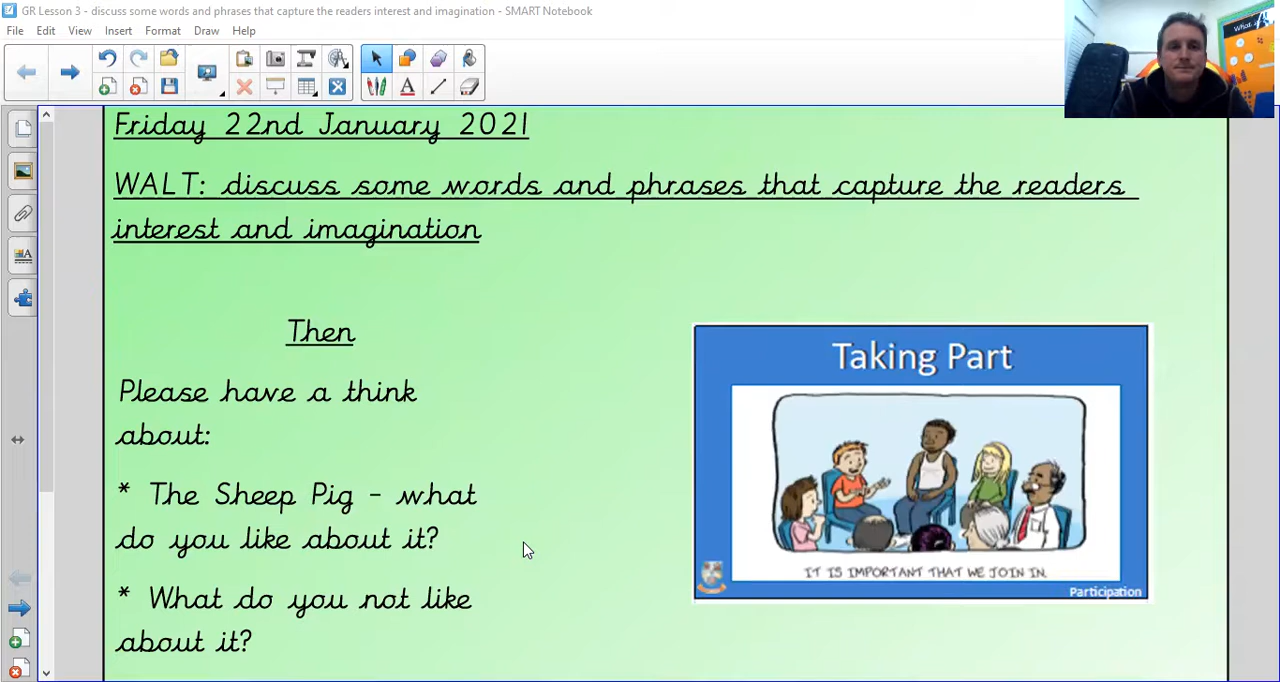 GR Lesson 3 - discuss some words and phrases that capture the readers interest and imagination - SMART Notebook
File Edit View Insert Format Draw Help
Friday 22nd January 2021
WALT: discuss some words and phrases that capture the readers
interest and imagination
Then
Please have a think
about:
* The Sheep Pig - what
do you like about it?
* What do you not like
about it?
Taking Part
IT IS IMPORTANT THAT WE JOIN IN.
Participation